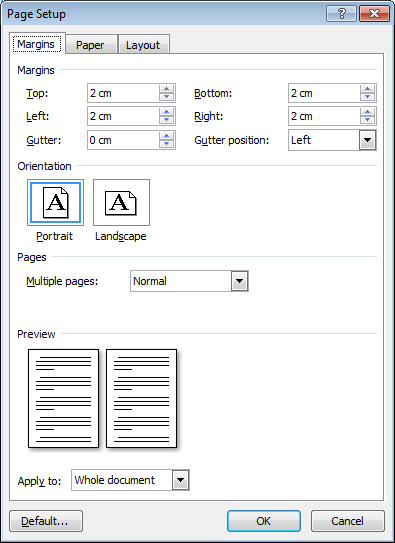 Page Setup
Margins Paper Layout
Margins
Top: 2 cm Bottom: 2 cm
Left: 2 cm Right: 2 cm
Gutter: 0 cm Gutter position: Left
Orientation
A A
Portrait Landscape
Pages
Multiple pages: Normal
Preview
Apply to: Whole document
Default... OK Cancel